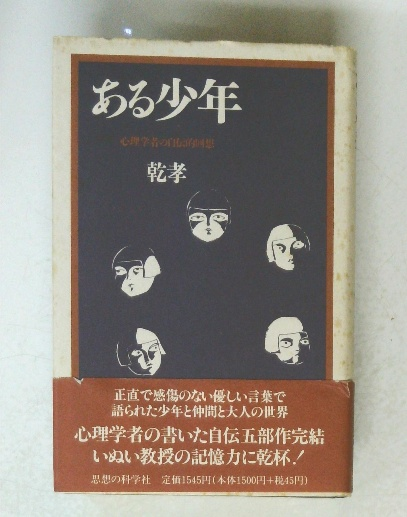 ある少年
心理学者の自伝的回想
乾孝
正直で感傷のない優しい言葉で
語られた少年と仲間と大人の世界
心理学者の書いた自伝五部作完結
いぬい教授の記憶力に乾杯!
思想の科学社 定価1545円(本体1500円+税45円)